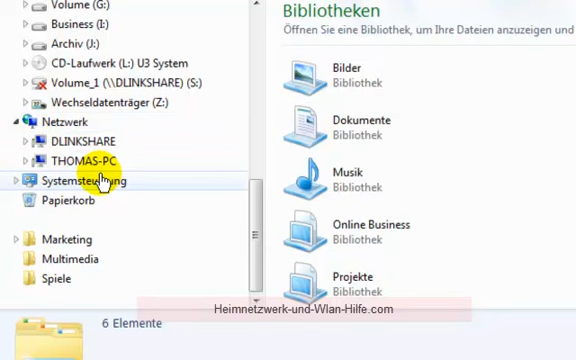 Volume (G:)
Business (I:)
Archiv (J:)
CD-Laufwerk (L:) U3 System
Volume_1 (\\DLINKSHARE) (S:)
Wechseldatenträger (Z:)
Netzwerk
DLINKSHARE
THOMAS-PC
Systemsteuerung
Papierkorb
Marketing
Multimedia
Spiele
Bibliotheken
Öffnen Sie eine Bibliothek, um Ihre Dateien anzuzeigen und
Bilder
Bibliothek
Dokumente
Bibliothek
Musik
Bibliothek
Online Business
Bibliothek
Projekte
Bibliothek
Heimnetzwerk-und-Wlan-Hilfe.com
6 Elemente